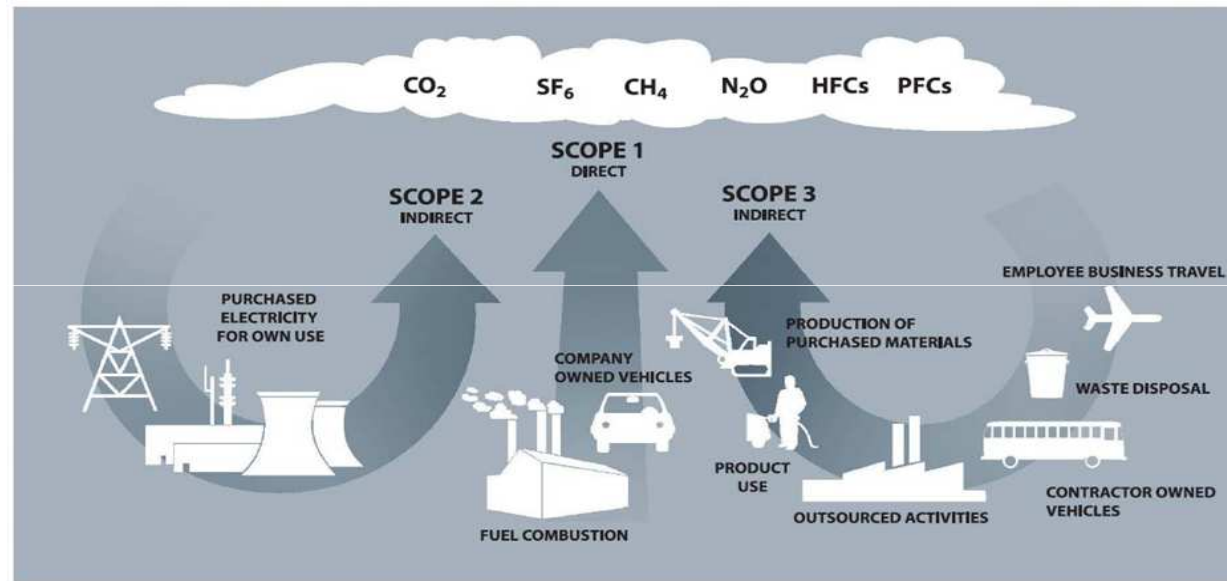 CO₂ SF₆ CH₄ N₂O HFCs PFCs
SCOPE 1
DIRECT
SCOPE 2
INDIRECT
SCOPE 3
INDIRECT
PURCHASED
ELECTRICITY
FOR OWN USE
COMPANY
OWNED VEHICLES
FUEL COMBUSTION
PRODUCTION OF
PURCHASED MATERIALS
PRODUCT
USE
OUTSOURCED ACTIVITIES
EMPLOYEE BUSINESS TRAVEL
WASTE DISPOSAL
CONTRACTOR OWNED
VEHICLES